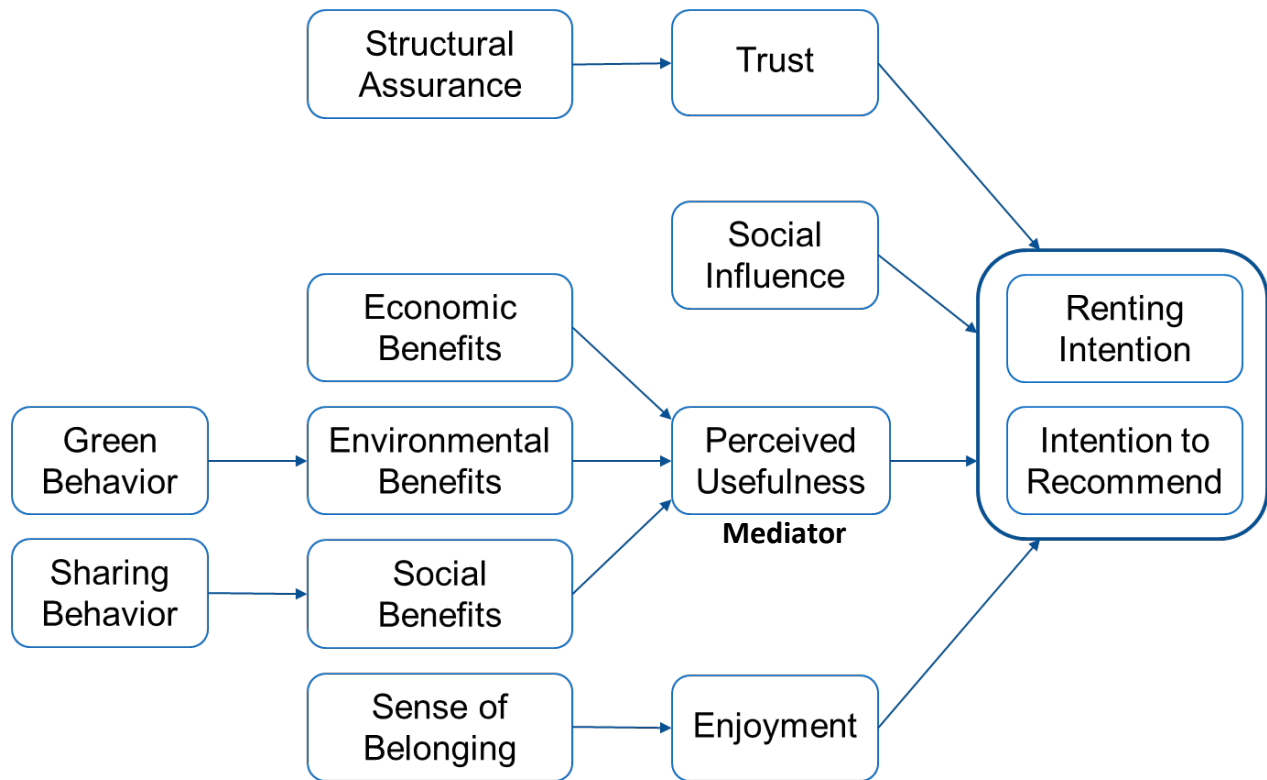 Structural
Assurance
Trust
Social
Influence
Economic
Benefits
Renting
Intention
Green
Behavior
Environmental
Benefits
Perceived
Usefulness
Mediator
Intention to
Recommend
Sharing
Behavior
Social
Benefits
Sense of
Belonging
Enjoyment